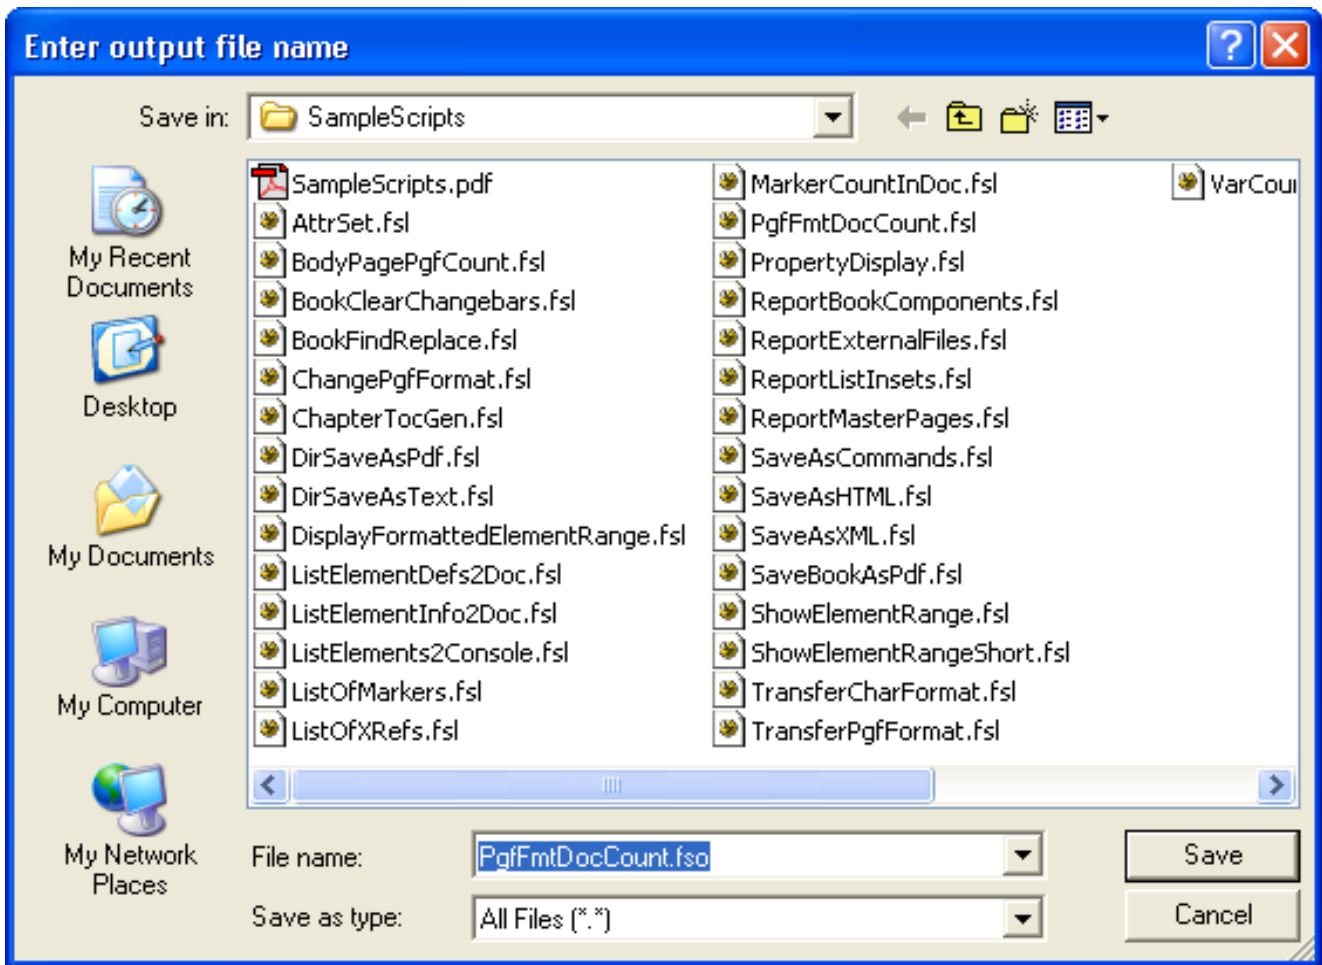 Enter output file name
Save in:
SampleScripts
My Recent
Documents
Desktop
My Documents
My Computer
My Network
Places
SampleScripts.pdf
AttrSet.fsl
BodyPagePgfCount.fsl
BookClearChangebars.fsl
BookFindReplace.fsl
ChangePgfFormat.fsl
ChapterTocGen.fsl
DirSaveAsPdf.fsl
DirSaveAsText.fsl
DisplayFormattedElementRange.fsl
ListElementDefs2Doc.fsl
ListElementInfo2Doc.fsl
ListElements2Console.fsl
ListOfMarkers.fsl
ListOfXRefs.fsl
MarkerCountInDoc.fsl
PgfFmtDocCount.fsl
PropertyDisplay.fsl
ReportBookComponents.fsl
ReportExternalFiles.fsl
ReportListInsets.fsl
ReportMasterPages.fsl
SaveAsCommands.fsl
SaveAsHTML.fsl
SaveAsXML.fsl
SaveBookAsPdf.fsl
ShowElementRange.fsl
ShowElementRangeShort.fsl
TransferCharFormat.fsl
TransferPgfFormat.fsl
File name:
PgfFmtDocCount.fso
Save
Save as type:
All Files (*.*)
Cancel